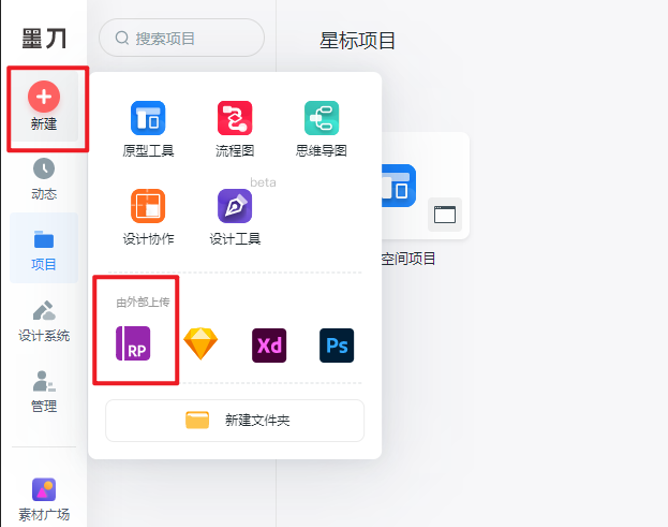 墨刀
搜索项目
星标项目
新建
原型工具
流程图
思维导图
动态
beta
设计协作
设计工具
项目
空间项目
由外部上传
RP
Xd
Ps
设计系统
管理
新建文件夹
素材广场